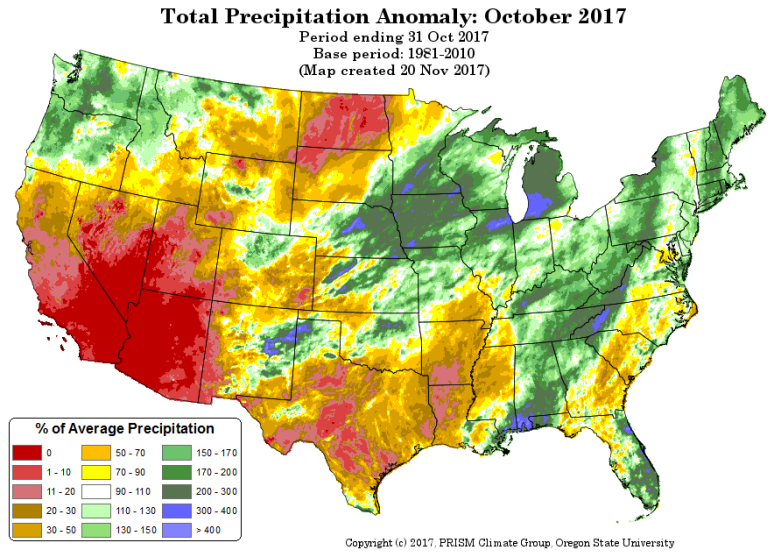 Total Precipitation Anomaly: October 2017
Period ending 31 Oct 2017
Base period: 1981-2010
(Map created 20 Nov 2017)
% of Average Precipitation
0
1 - 10
11 - 20
20 - 30
30 - 50
50 - 70
70 - 90
90 - 110
110 - 130
130 - 150
150 - 170
170 - 200
200 - 300
300 - 400
> 400
Copyright (c) 2017, PRISM Climate Group, Oregon State University